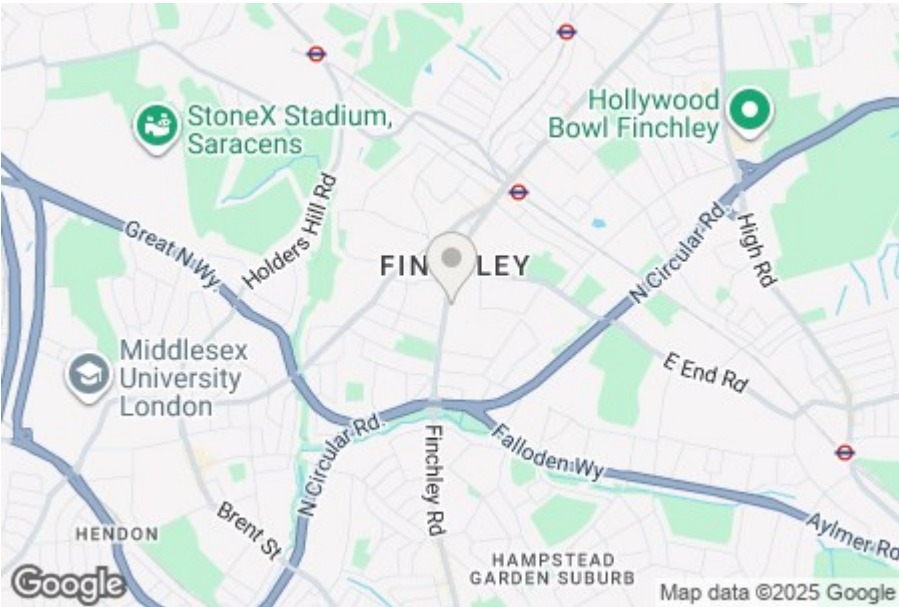 StoneX Stadium,
Saracens
Hollywood
Bowl Finchley
Great N Wy
Holders Hill Rd
N Circular Rd.
High Rd
FIN LEY
Middlesex
University
London
E End Rd
N Circular Rd.
Finchley Rd
Falloden Wy
Brent St
HENDON
HAMPSTEAD
GARDEN SUBURB
Aylmer Rd
Google
Map data ©2025 Google